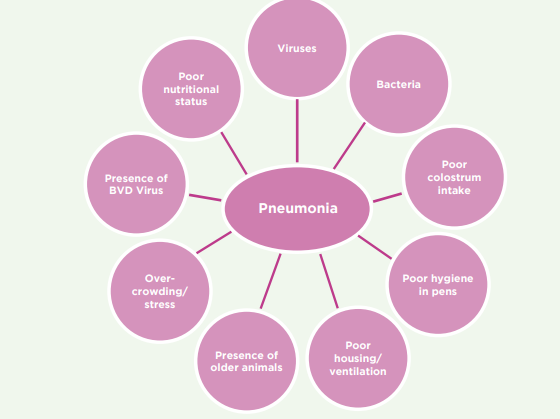 Viruses
Bacteria
Poor
colostrum
intake
Poor hygiene
in pens
Poor
housing/
ventilation
Presence of
older animals
Over-
crowding/
stress
Presence of
BVD Virus
Poor
nutritional
status
Pneumonia